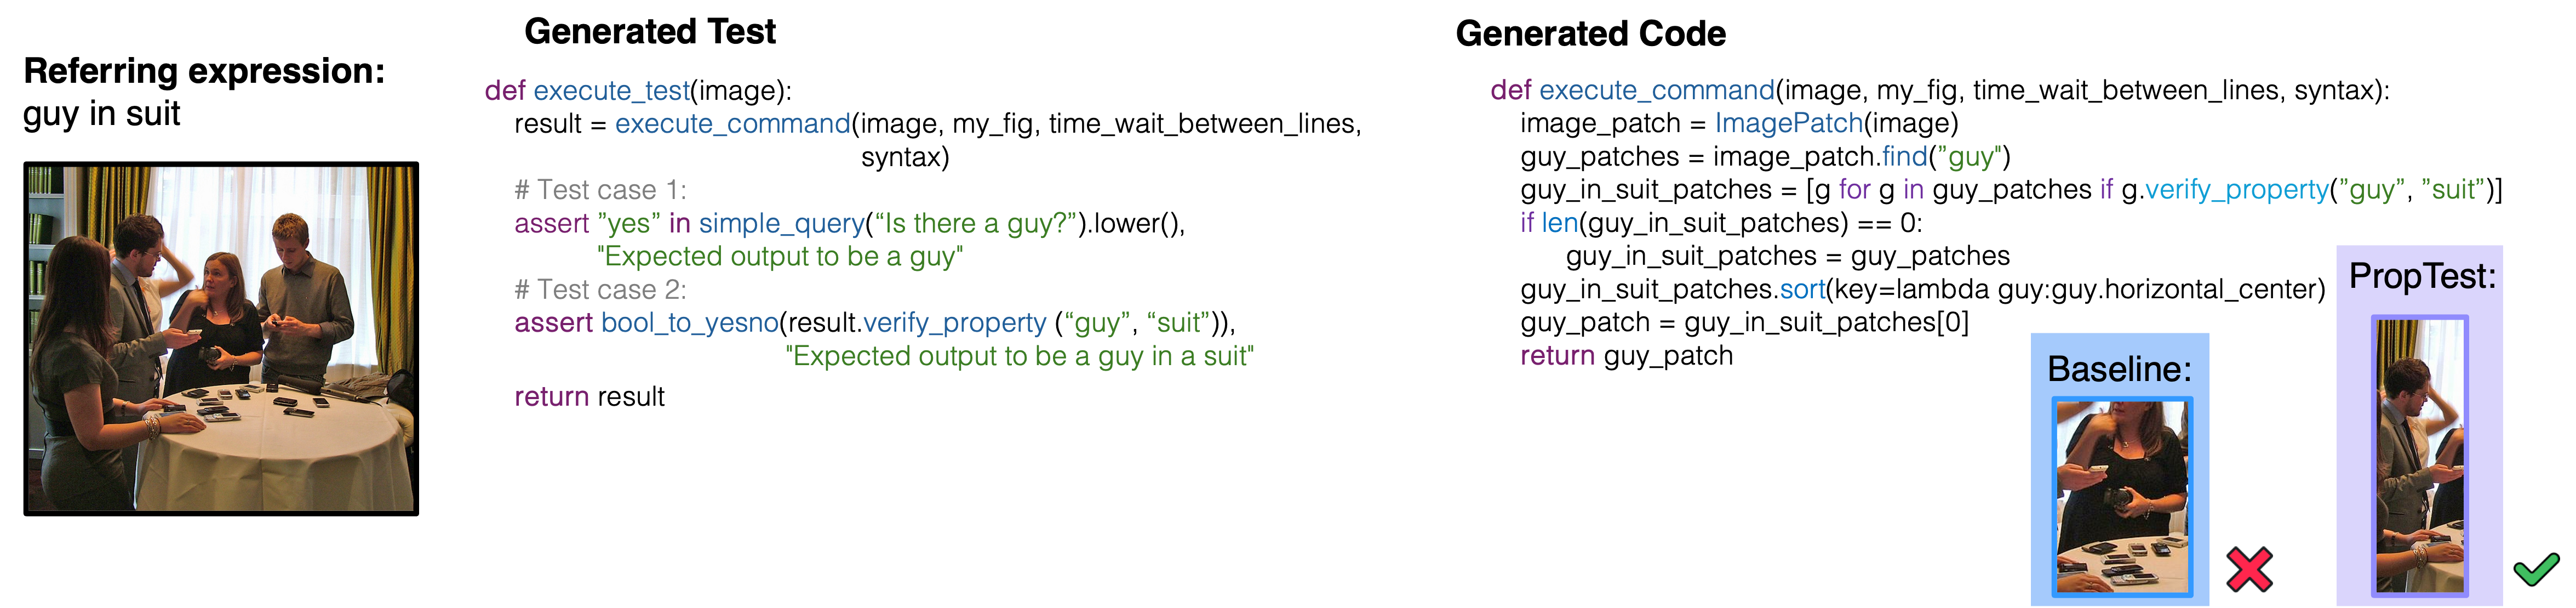 Referring expression:
guy in suit
Generated Test
def execute_test(image):
result = execute_command(image, my_fig, time_wait_between_lines,
syntax)
# Test case 1:
assert ”yes” in simple_query(“Is there a guy?”).lower(),
"Expected output to be a guy"
# Test case 2:
assert bool_to_yesno(result.verify_property (“guy”, “suit”)),
"Expected output to be a guy in a suit"
return result
Generated Code
def execute_command(image, my_fig, time_wait_between_lines, syntax):
image_patch = ImagePatch(image)
guy_patches = image_patch.find(”guy")
guy_in_suit_patches = [g for g in guy_patches if g.verify_property(”guy”, ”suit”)]
if len(guy_in_suit_patches) == 0:
guy_in_suit_patches = guy_patches
guy_in_suit_patches.sort(key=lambda guy:guy.horizontal_center)
guy_patch = guy_in_suit_patches[0]
return guy_patch
Baseline:
PropTest: